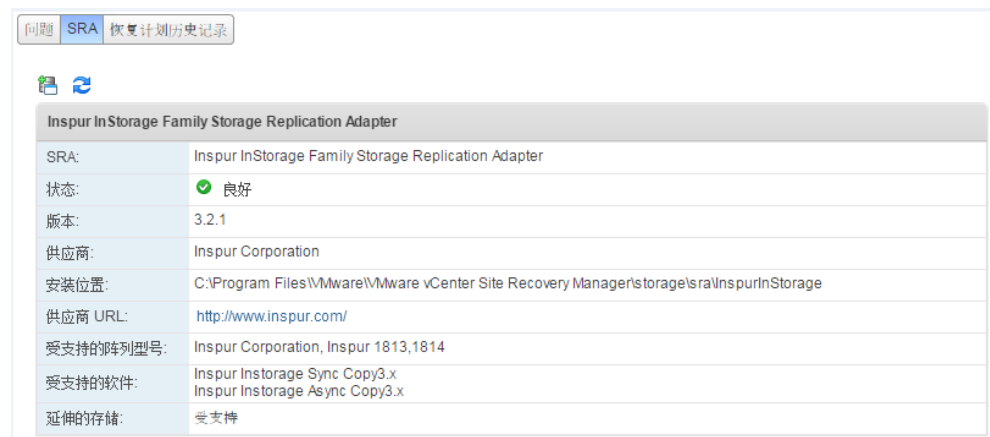 问题 SRA 恢复计划历史记录
Inspur InStorage Family Storage Replication Adapter
SRA: Inspur InStorage Family Storage Replication Adapter
状态: 良好
版本: 3.2.1
供应商: Inspur Corporation
安装位置: C:\Program Files\VMware\VMware vCenter Site Recovery Manager\storage\sra\InspurInStorage
供应商 URL: http://www.inspur.com/
受支持的阵列型号: Inspur Corporation, Inspur 1813,1814
受支持的软件: Inspur Instorage Sync Copy3.x
Inspur Instorage Async Copy3.x
延伸的存储: 受支持